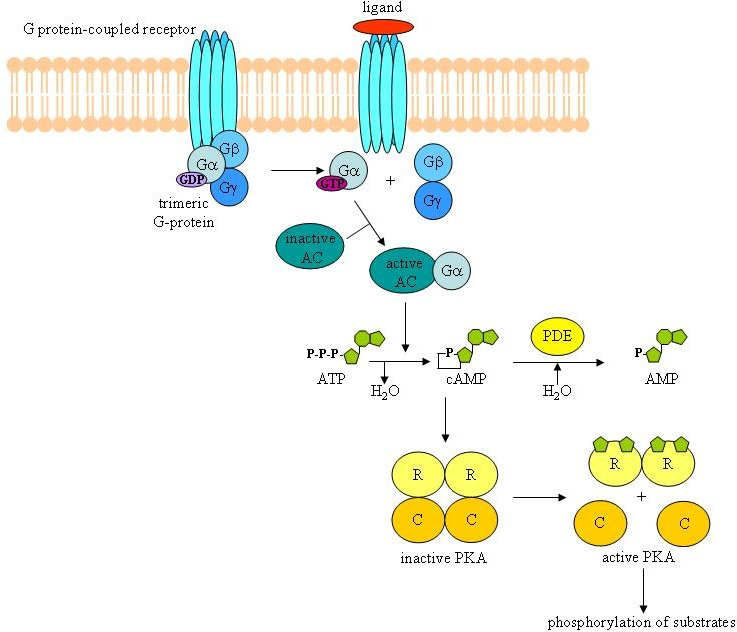 ligand
G protein-coupled receptor
Gβ
Gα
GDP
Gγ
trimeric
G-protein
Gα
GTP
+
Gβ
Gγ
inactive
AC
active
AC
Gα
PDE
P-P-P-
ATP
H₂O
P-
cAMP
H₂O
P-
AMP
R R
C C
inactive PKA
R R
+
C C
active PKA
phosphorylation of substrates